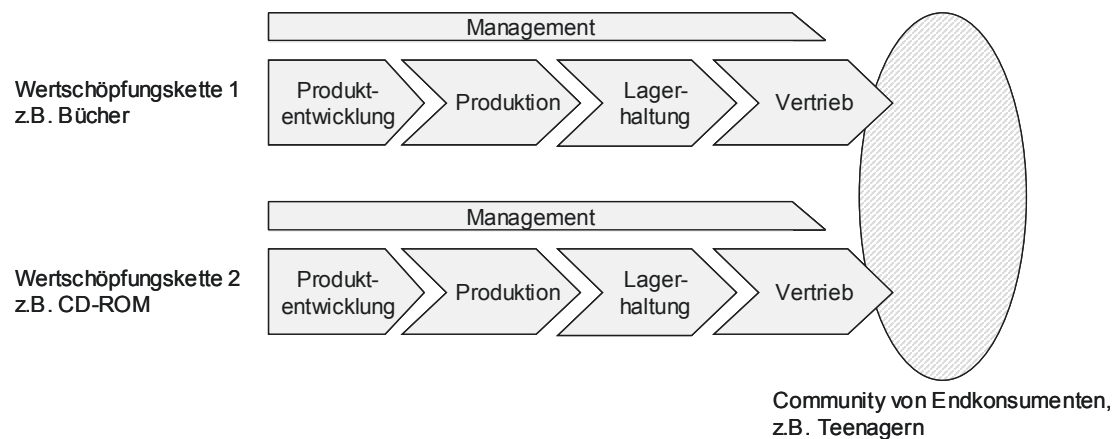 Management
Wertschöpfungskette 1
z.B. Bücher
Produkt-
entwicklung
Produktion
Lager-
haltung
Vertrieb
Management
Wertschöpfungskette 2
z.B. CD-ROM
Produkt-
entwicklung
Produktion
Lager-
haltung
Vertrieb
Community von Endkonsumenten,
z.B. Teenagern